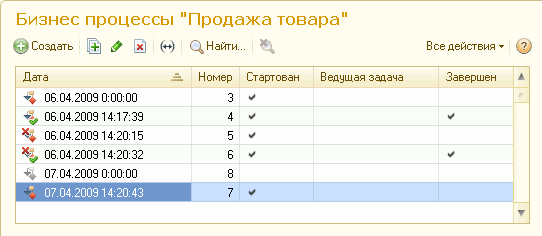 Бизнес процессы "Продажа товара"
Создать Найти... Все действия ?
Дата Номер Стартован Ведущая задача Завершен
06.04.2009 0:00:00 3
06.04.2009 14:17:39 4
06.04.2009 14:20:15 5
06.04.2009 14:20:32 6
07.04.2009 0:00:00 8
07.04.2009 14:20:43 7